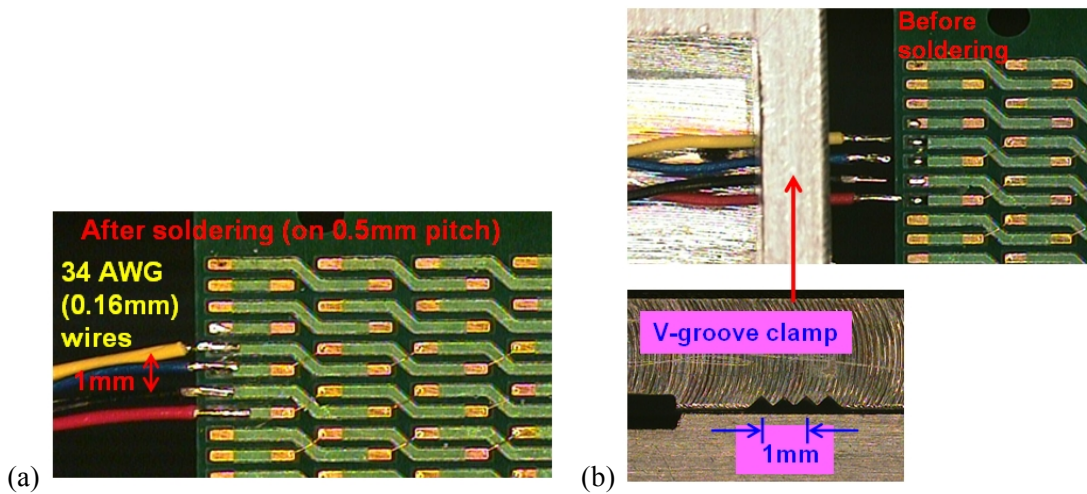 After soldering (on 0.5mm pitch)
34 AWG
(0.16mm)
wires
1mm
(a)
Before
soldering
V-groove clamp
1mm
(b)